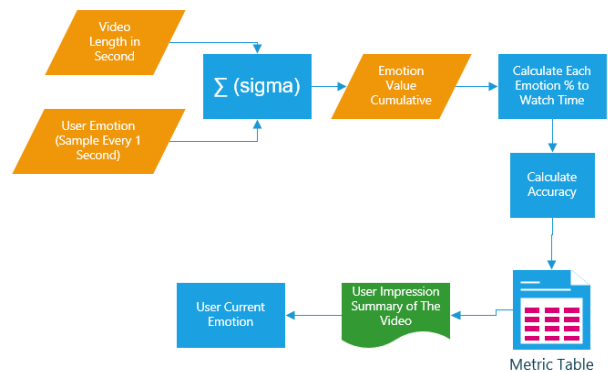 Video
Length in
Second
User Emotion
(Sample Every 1
Second)
∑ (sigma)
Emotion
Value
Cumulative
Calculate Each
Emotion % to
Watch Time
Calculate
Accuracy
Metric Table
User Impression
Summary of The
Video
User Current
Emotion